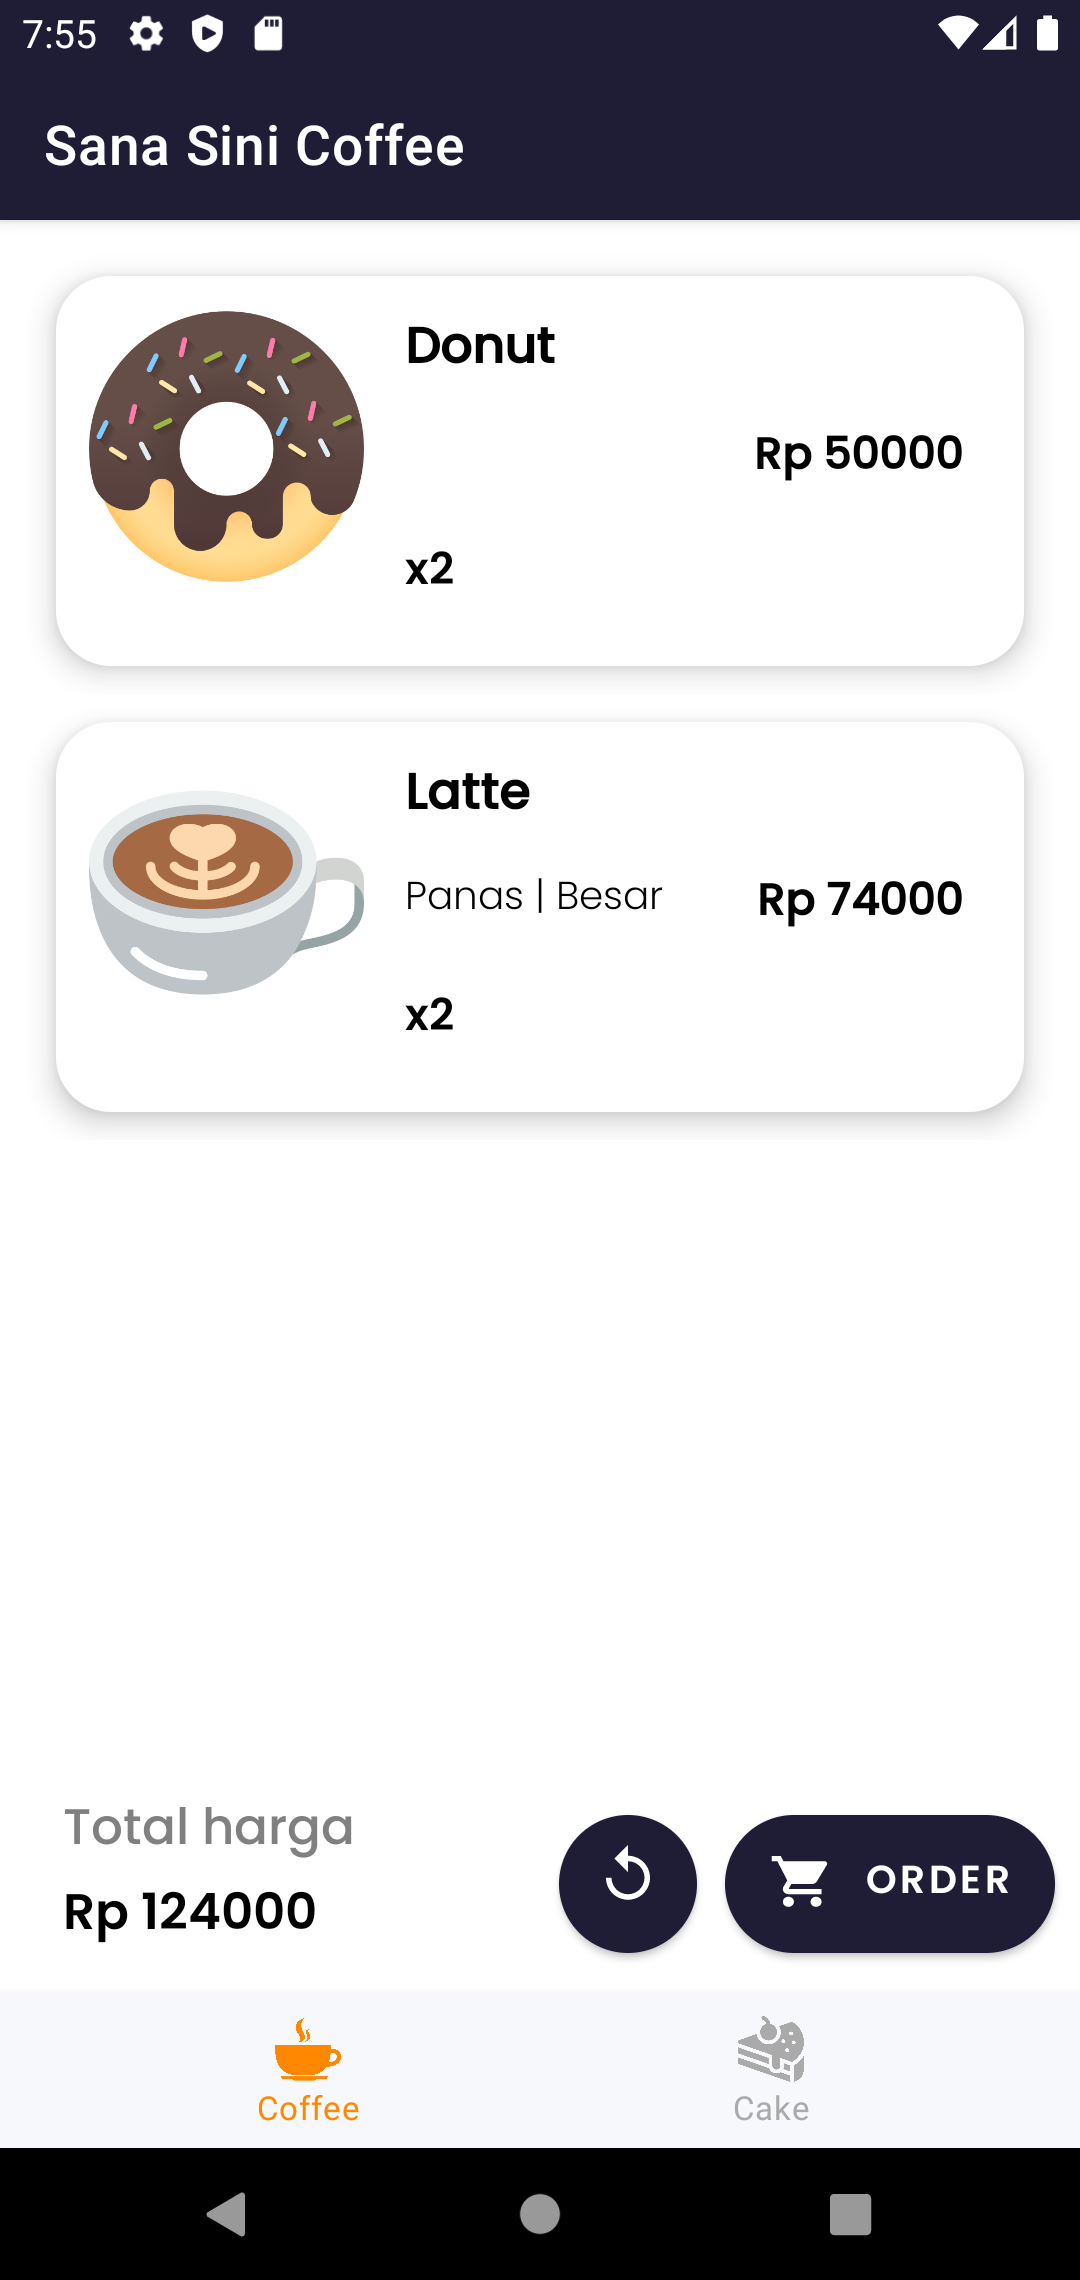 7:55
Sana Sini Coffee
Donut
Rp 50000
x2
Latte
Panas | Besar
Rp 74000
x2
Total harga
Rp 124000
ORDER
Coffee
Cake